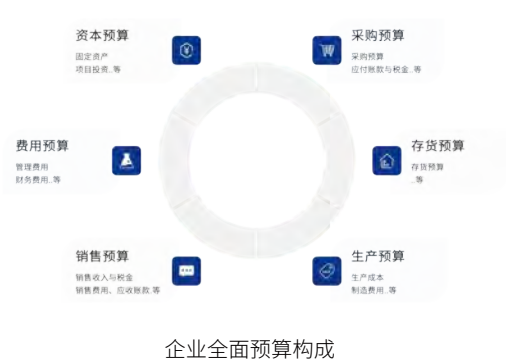 资本预算
固定资产
项目投资..等
采购预算
采购预算
应付账款与税金..等
费用预算
管理费用
财务费用..等
存货预算
存货预算
..等
销售预算
销售收入与税金
销售费用、应收账款..等
生产预算
生产成本
制造费用..等
企业全面预算构成